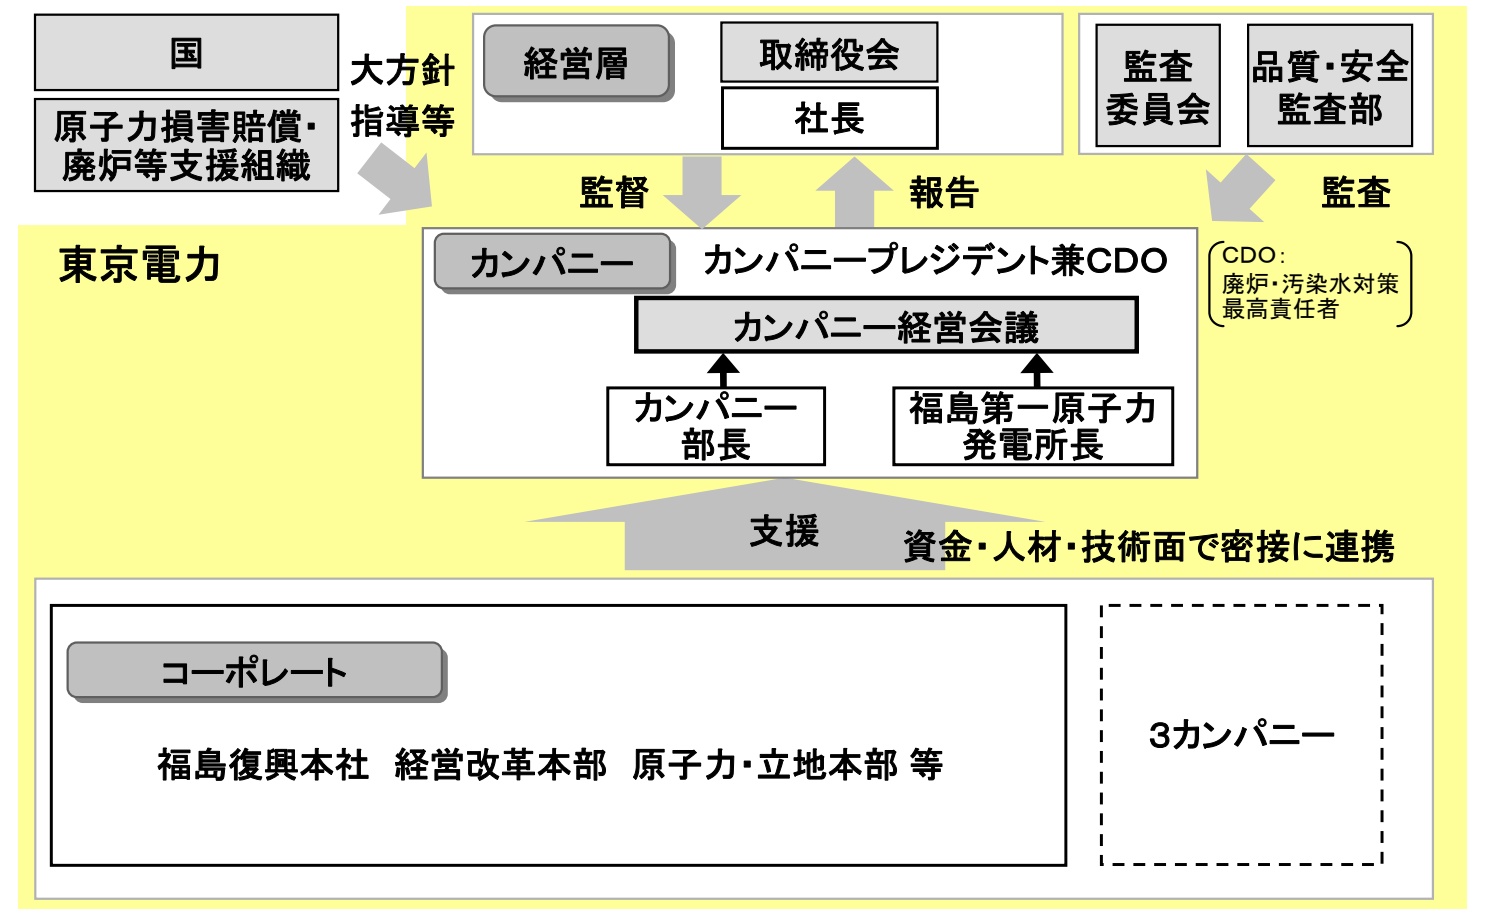 国
原子力損害賠償・
廃炉等支援組織
大方針
指導等
経営層
取締役会
社長
監査
委員会
品質・安全
監査部
監督
報告
監査
東京電力
カンパニー
カンパニープレジデント兼CDO
CDO：
廃炉・汚染水対策
最高責任者
カンパニー経営会議
カンパニー
部長
福島第一原子力
発電所長
支援
資金・人材・技術面で密接に連携
コーポレート
福島復興本社 経営改革本部 原子力・立地本部 等
３カンパニー